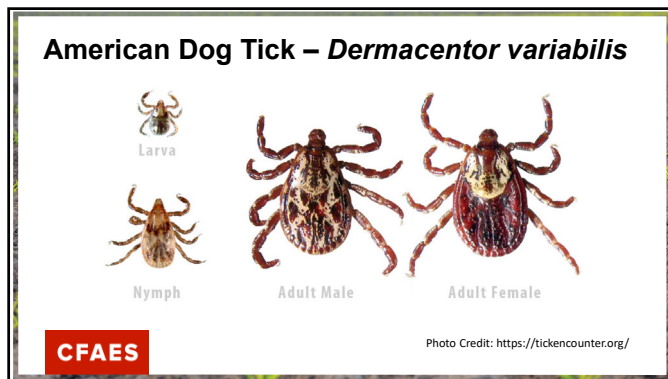 American Dog Tick – Dermacentor variabilis
Larva
Nymph
Adult Male
Adult Female
Photo Credit: https://tickencounter.org/
CFAES